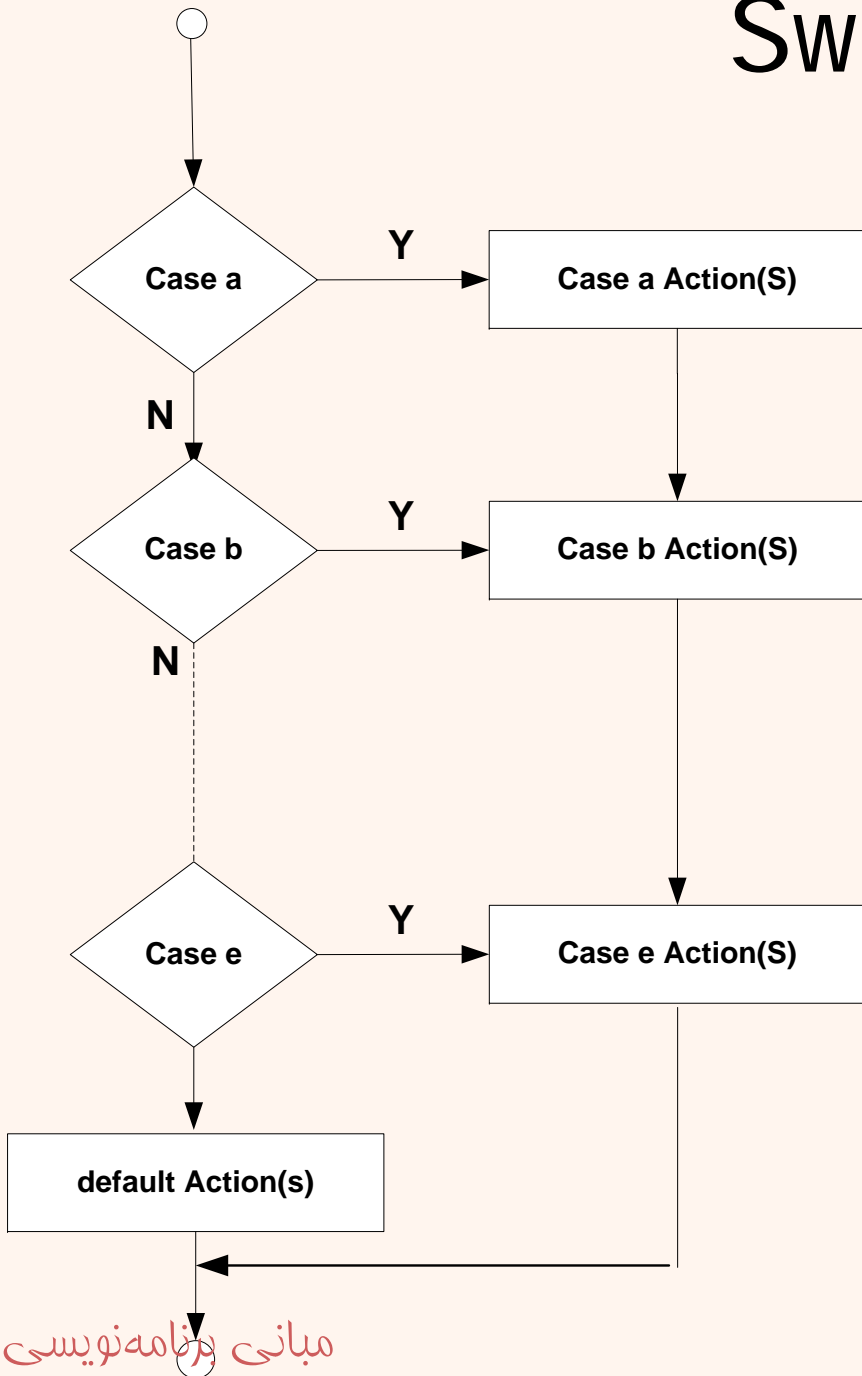 Sw
Y
Case a
Case a Action(S)
N
Y
Case b
Case b Action(S)
N
Y
Case e
Case e Action(S)
default Action(s)
مبانی برنامه‌نویسی